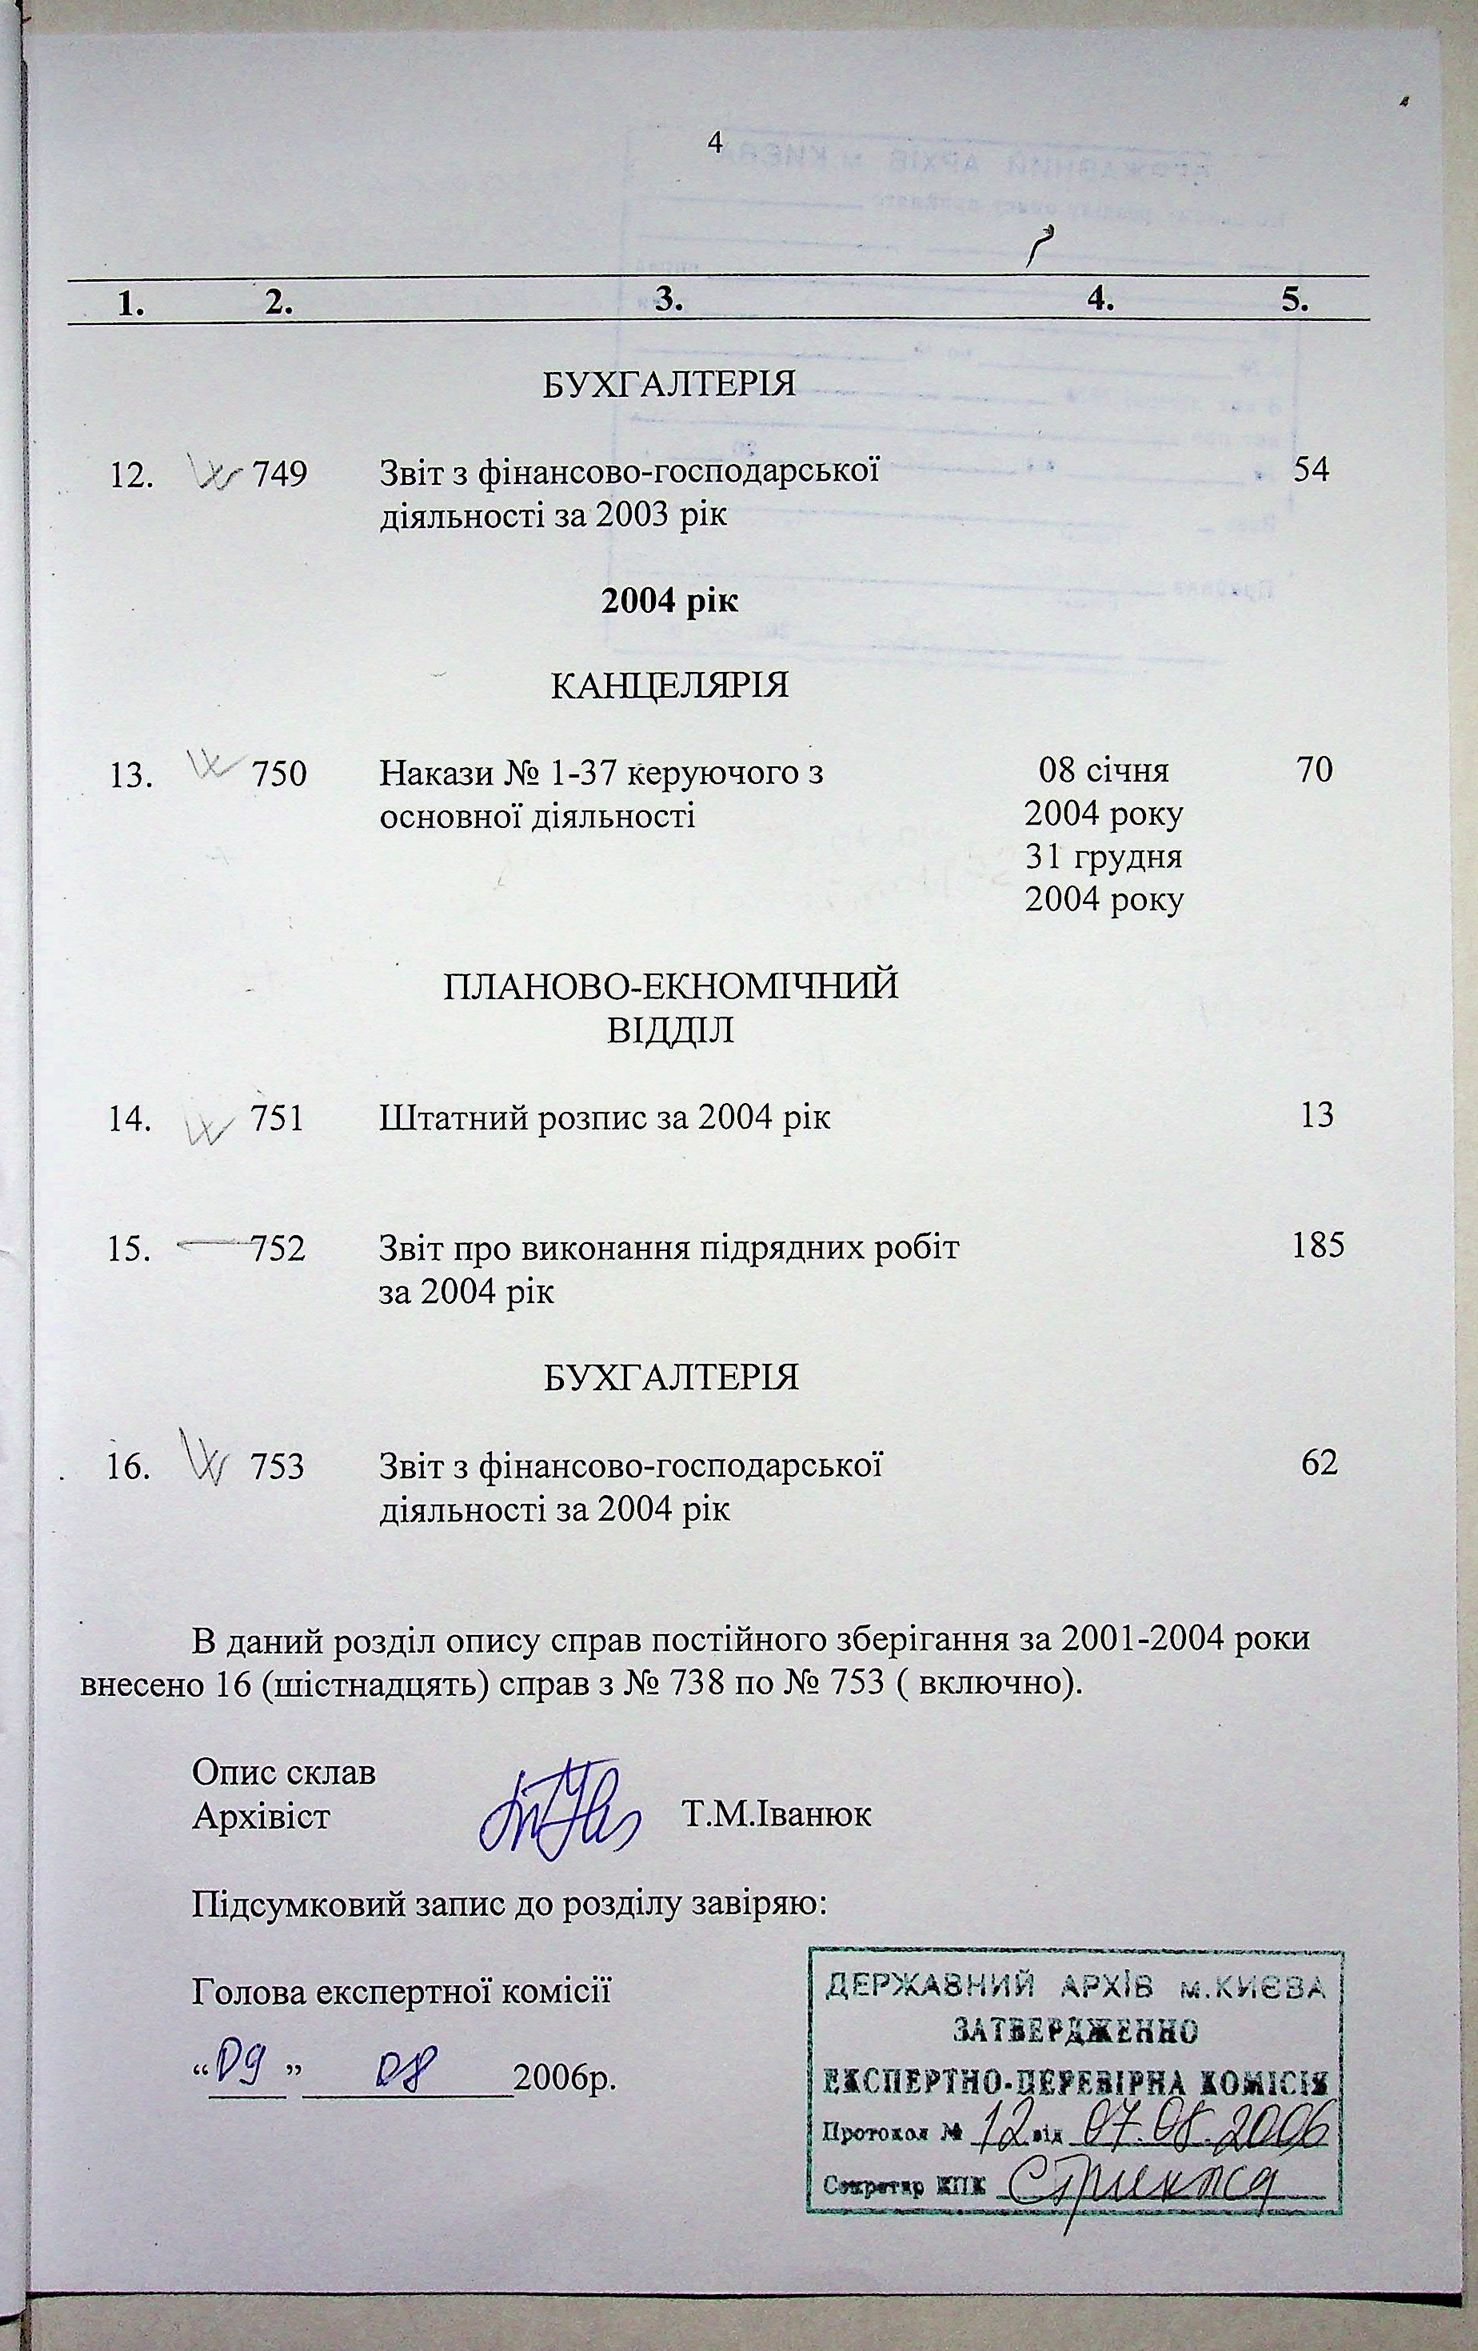 4
1. 2. 3. 4. 5.
БУХГАЛТЕРІЯ
12. 749 Звіт з фінансово-господарської 54
діяльності за 2003 рік
2004 рік
КАНЦЕЛЯРІЯ
13. 750 Накази № 1-37 керуючого з 08 січня 70
основної діяльності 2004 року
31 грудня
2004 року
ПЛАНОВО-ЕКНОМІЧНИЙ
ВІДДІЛ
14. 751 Штатний розпис за 2004 рік 13
15. 752 Звіт про виконання підрядних робіт 185
за 2004 рік
БУХГАЛТЕРІЯ
16. 753 Звіт з фінансово-господарської 62
діяльності за 2004 рік
В даний розділ опису справ постійного зберігання за 2001-2004 роки
внесено 16 (шістнадцять) справ з № 738 по № 753 ( включно).
Опис склав
Архівіст Т.М.Іванюк
Підсумковий запис до розділу завіряю:
Голова експертної комісії
“09” 08 2006р.
ДЕРЖАВНИЙ АРХІВ м.КИЄВА
ЗАТВЕРДЖЕННО
ЕКСПЕРТНО-ПЕРЕВІРНА КОМІСІЯ
Протокол № 12 від 07.08.2006
Секретар ЕПК